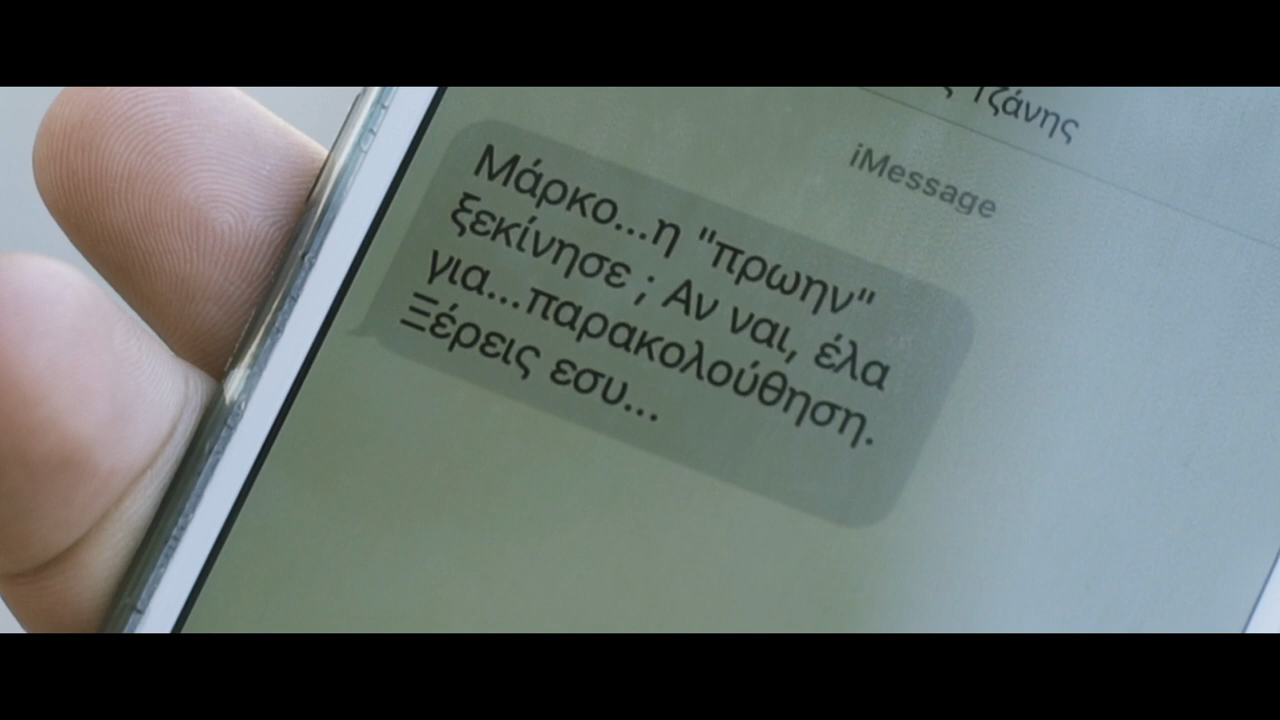 Τζάνης
iMessage
Μάρκο...η "πρωην"
ξεκίνησε ; Αν ναι, έλα
για...παρακολούθηση.
Ξέρεις εσυ...